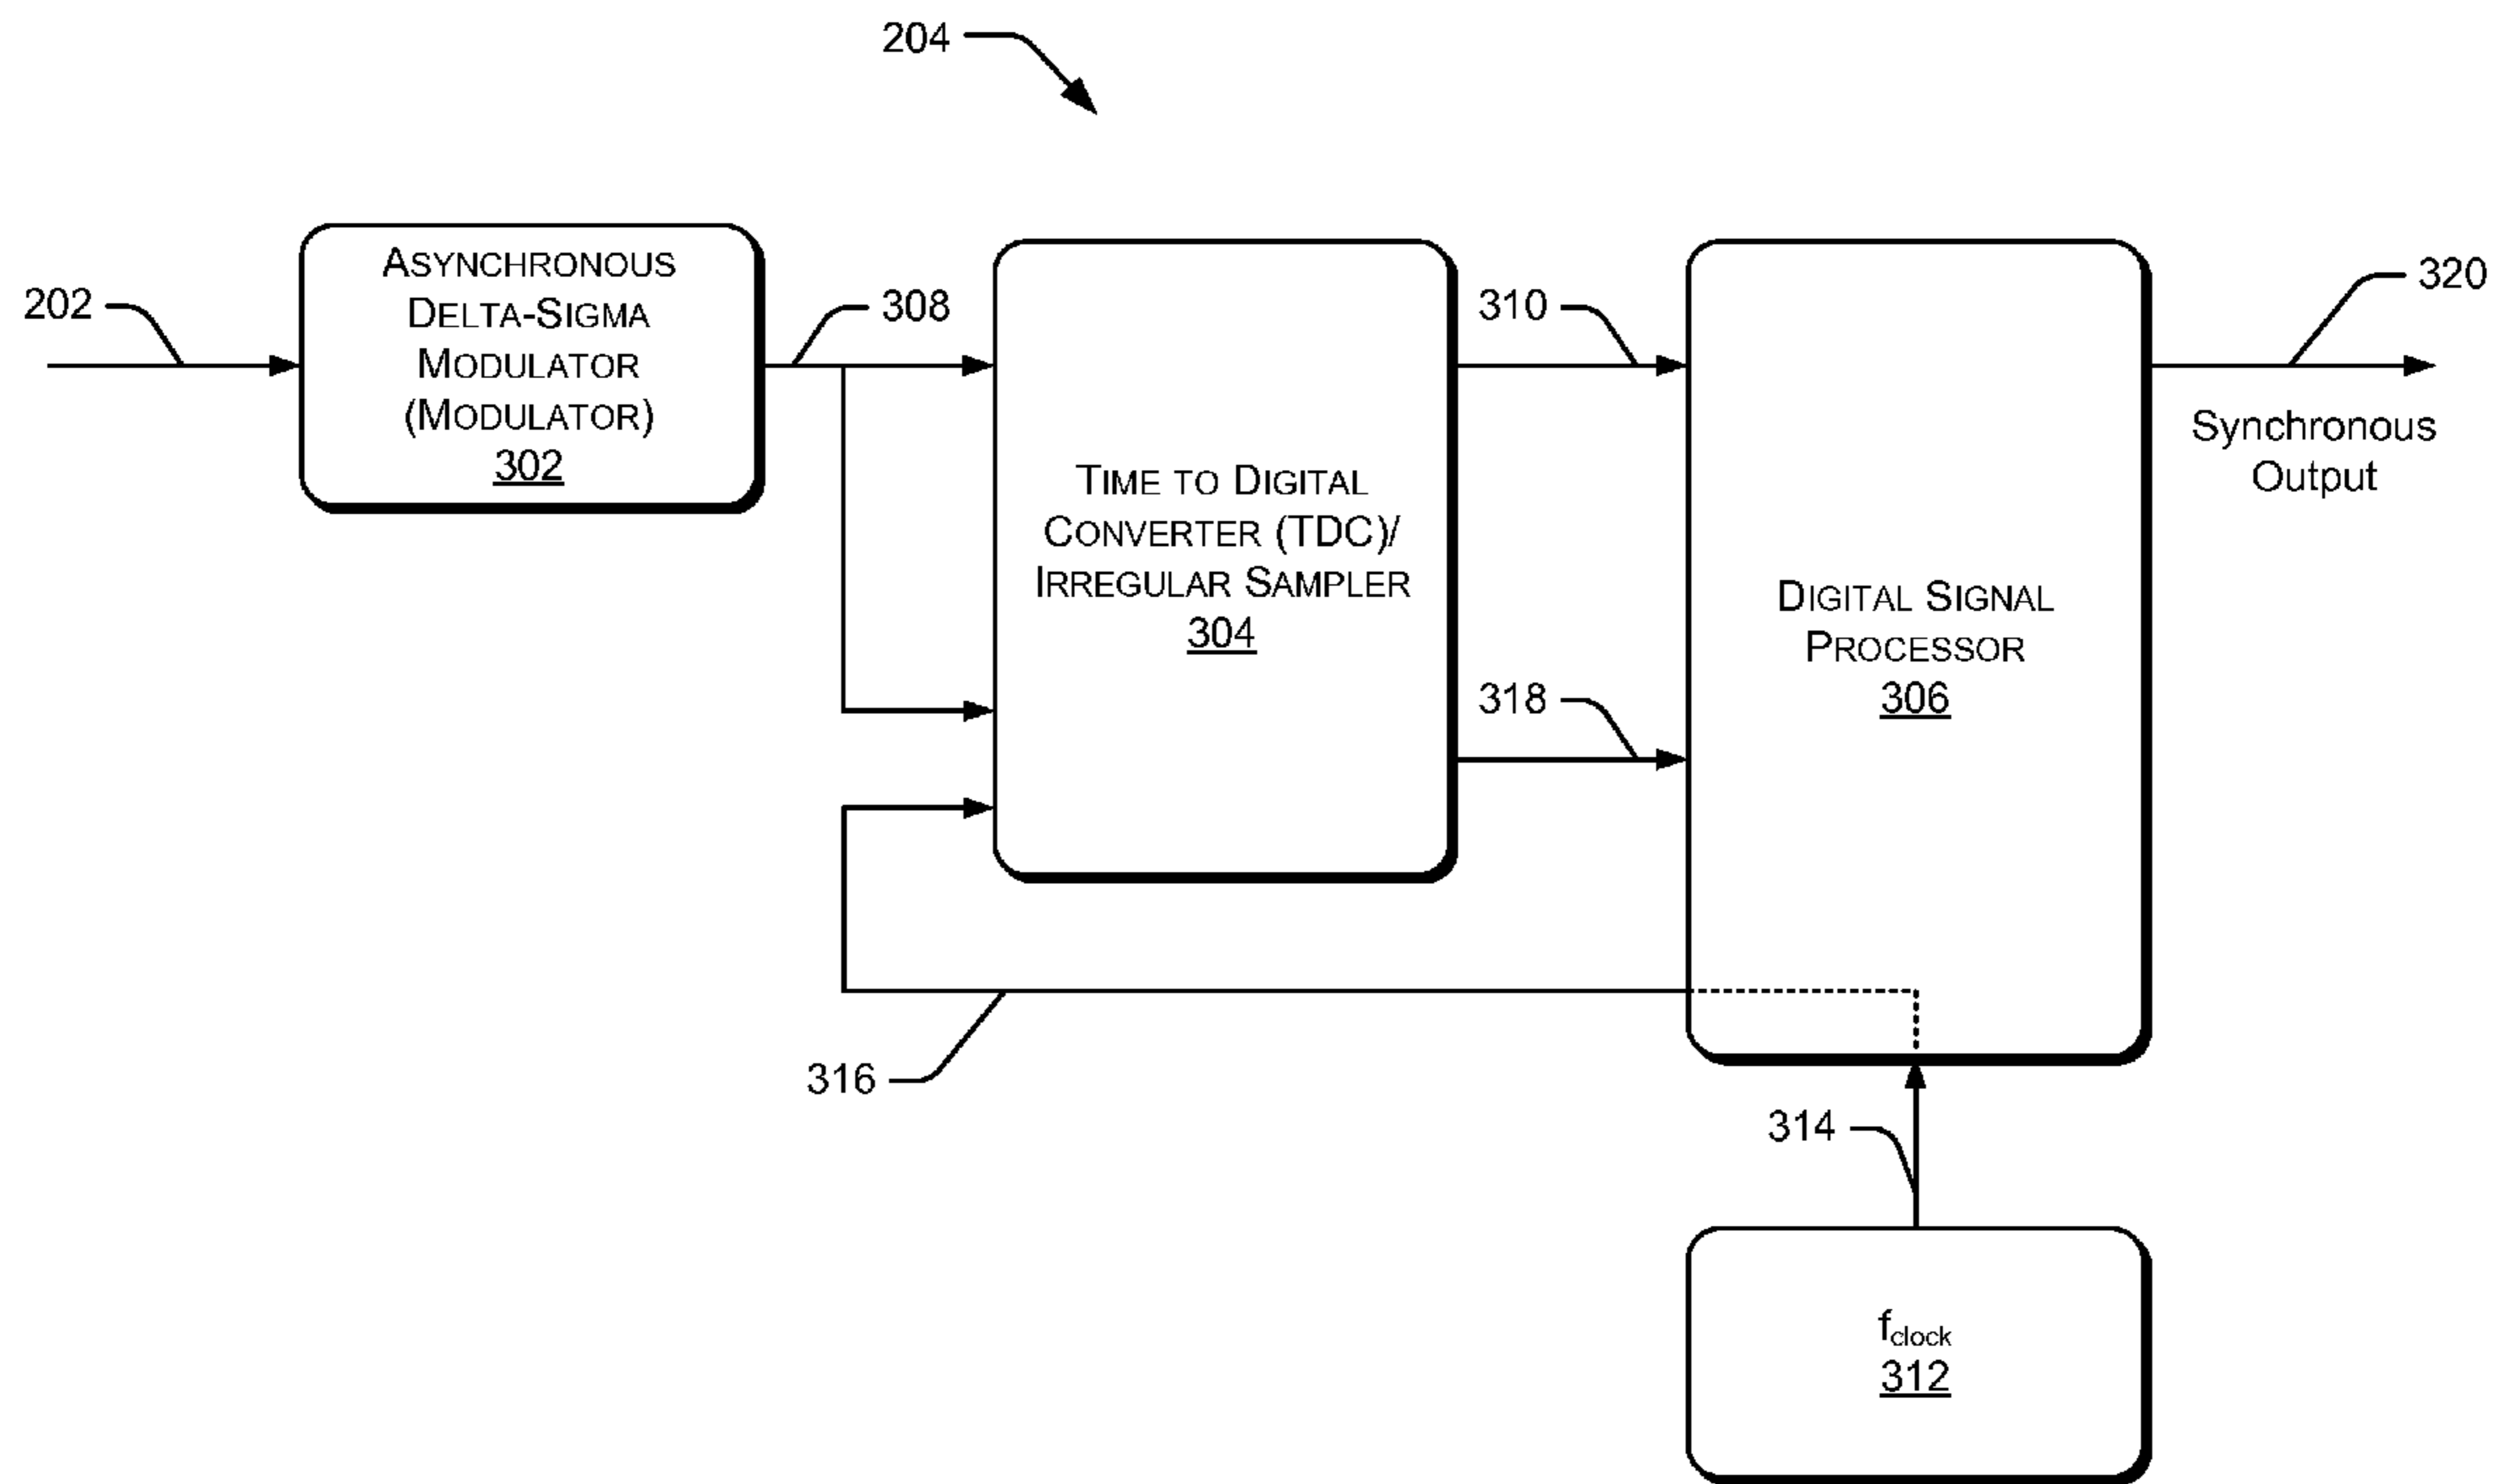 204
202
ASYNCHRONOUS
DELTA-SIGMA
MODULATOR
(MODULATOR)
302
308
TIME TO DIGITAL
CONVERTER (TDC)/
IRREGULAR SAMPLER
304
310
318
DIGITAL SIGNAL
PROCESSOR
306
320
Synchronous
Output
316
314
fclock
312